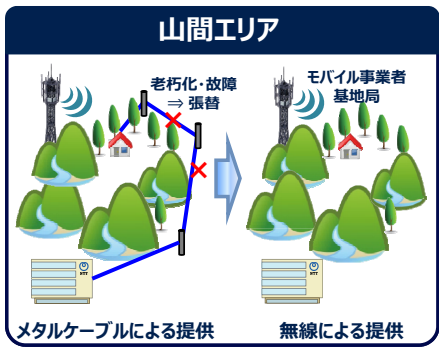 山間エリア
老朽化・故障
⇒ 張替
モバイル事業者
基地局
NTT
NTT
メタルケーブルによる提供
無線による提供